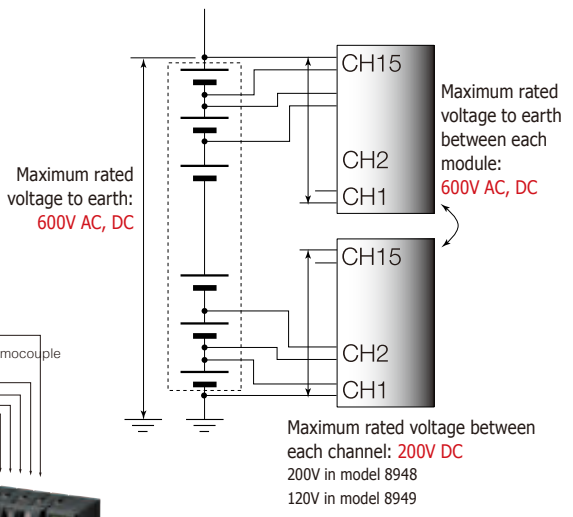 CH15
CH2
CH1
Maximum rated
voltage to earth
between each
module:
600V AC, DC
Maximum rated
voltage to earth:
600V AC, DC
CH15
CH2
CH1
mocouple
Maximum rated voltage between
each channel: 200V DC
200V in model 8948
120V in model 8949